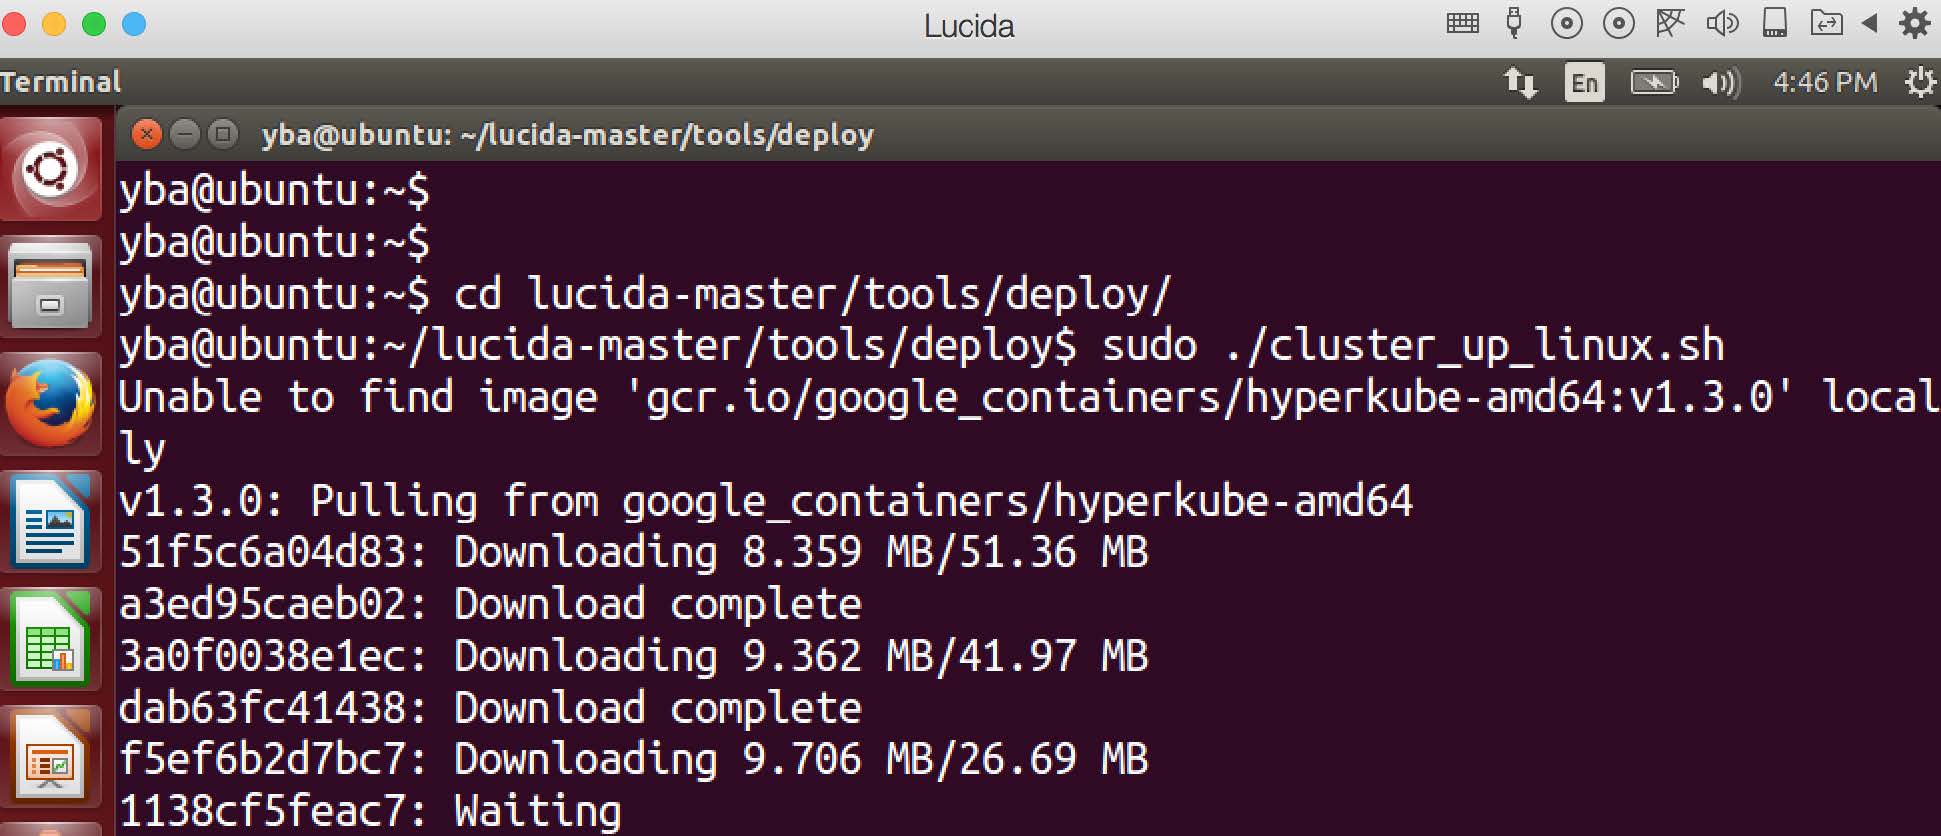 Lucida
Terminal
En
4:46 PM
yba@ubuntu: ~/lucida-master/tools/deploy
yba@ubuntu:~$
yba@ubuntu:~$
yba@ubuntu:~$ cd lucida-master/tools/deploy/
yba@ubuntu:~/lucida-master/tools/deploy$ sudo ./cluster_up_linux.sh
Unable to find image 'gcr.io/google_containers/hyperkube-amd64:v1.3.0' local
ly
v1.3.0: Pulling from google_containers/hyperkube-amd64
51f5c6a04d83: Downloading 8.359 MB/51.36 MB
a3ed95caeb02: Download complete
3a0f0038e1ec: Downloading 9.362 MB/41.97 MB
dab63fc41438: Download complete
f5ef6b2d7bc7: Downloading 9.706 MB/26.69 MB
1138cf5feac7: Waiting